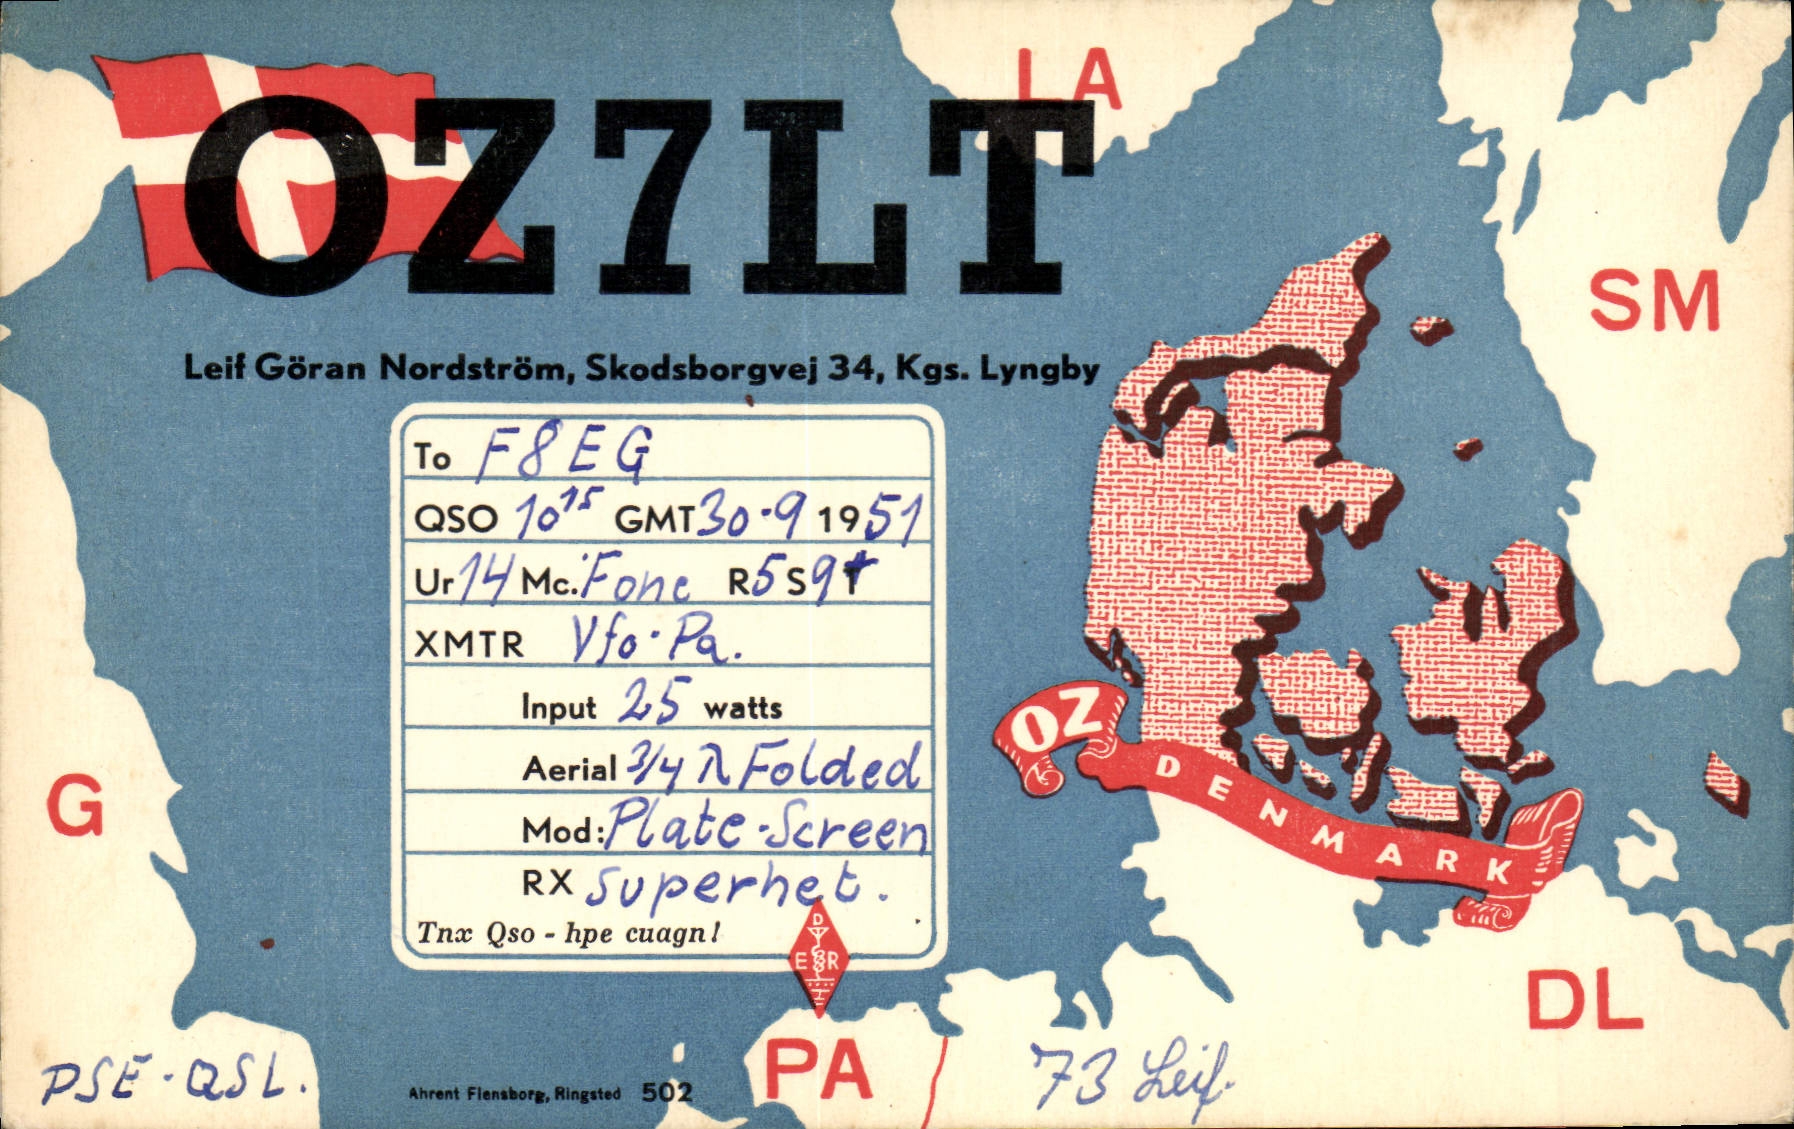 LA
OZ7LT
SM
Leif Göran Nordström, Skodsborgvej 34, Kgs. Lyngby
To F8EG
QSO 10¹⁵ GMT 30·9 1951
Ur 14 Mc. Fone R5 S9 T
XMTR Vfo·Pa.
Input 25 watts
Aerial 3/4 λ Folded
Mod: Plate-Screen
RX Superhet.
Tnx Qso - hpe cuagn!
D
E R
OZ
DENMARK
G
DL
PA
PSE-QSL.
Ahrent Flensborg, Ringsted 502
73 Leif.